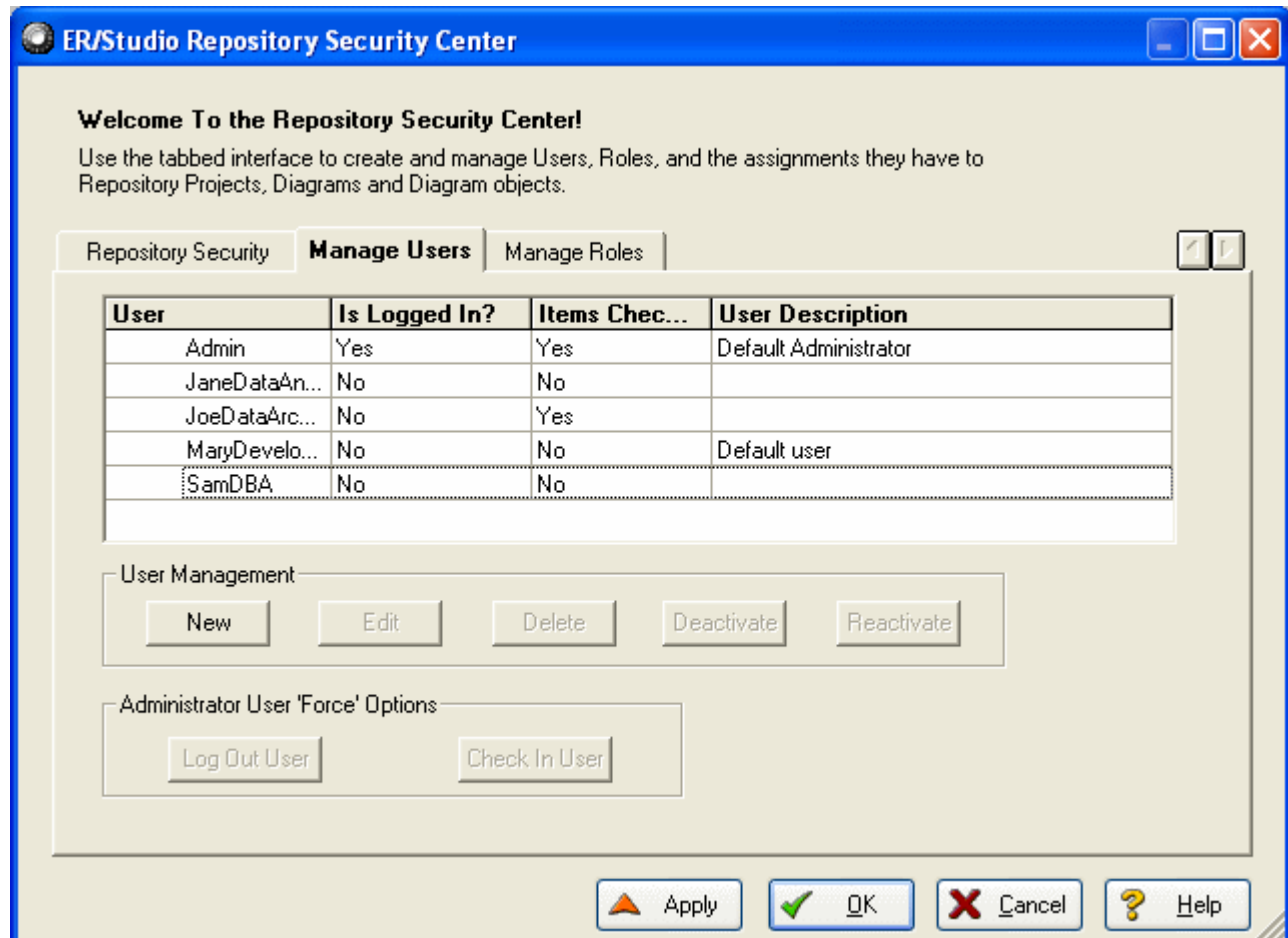 ER/Studio Repository Security Center
Welcome To the Repository Security Center!
Use the tabbed interface to create and manage Users, Roles, and the assignments they have to
Repository Projects, Diagrams and Diagram objects.
Repository Security Manage Users Manage Roles
User Is Logged In? Items Chec... User Description
Admin Yes Yes Default Administrator
JaneDataAn... No No
JoeDataArc... No Yes
MaryDevelo... No No Default user
SamDBA No No
User Management
New Edit Delete Deactivate Reactivate
Administrator User 'Force' Options
Log Out User Check In User
Apply OK Cancel Help